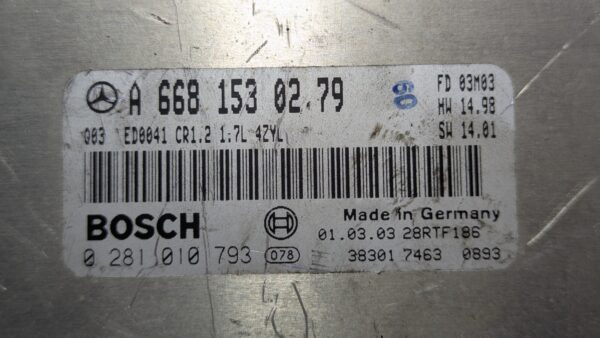 A 668 153 02.79 60 FD 03M03
HW 14.98
Q03 ED0041 CR1.2 1.7L 4ZYL SW 14.01
BOSCH Made in Germany
01.03.03 28RTF186
0 281 010 793 078 38301 7463 0893